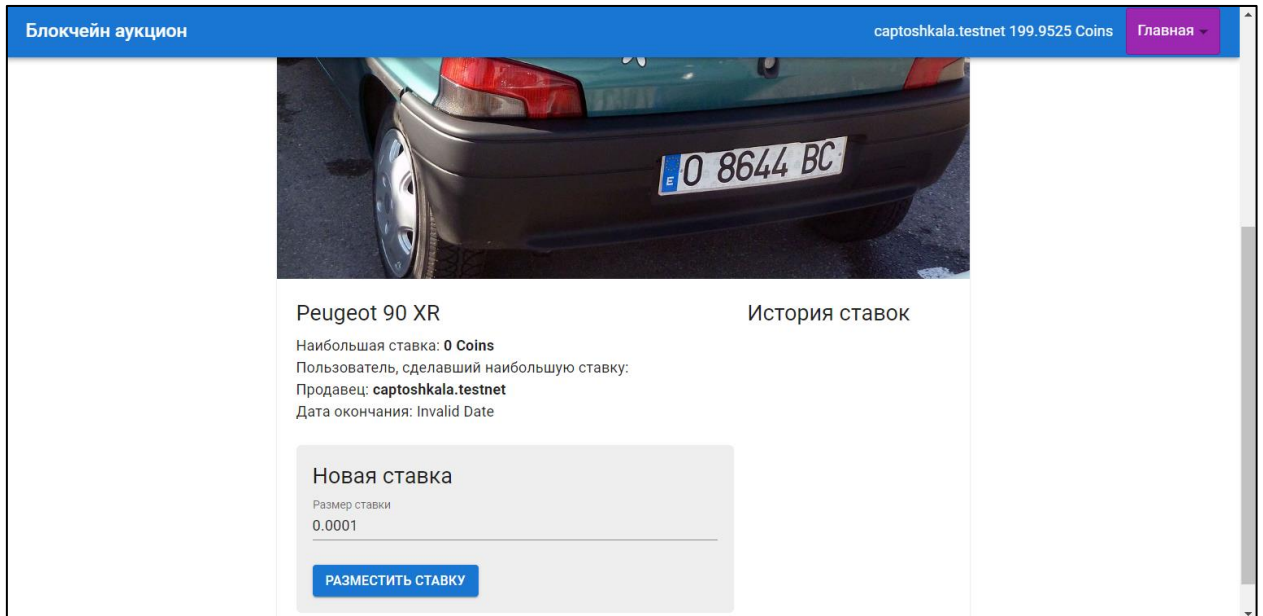 Блокчейн аукцион
captoshkala.testnet 199.9525 Coins
Главная
E O 8644 BC
Peugeot 90 XR
История ставок
Наибольшая ставка: 0 Coins
Пользователь, сделавший наибольшую ставку:
Продавец: captoshkala.testnet
Дата окончания: Invalid Date
Новая ставка
Размер ставки
0.0001
РАЗМЕСТИТЬ СТАВКУ